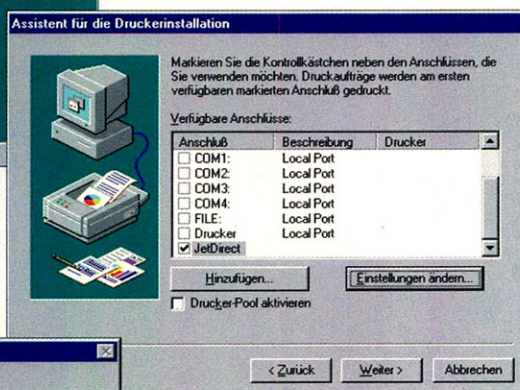 Assistent für die Druckerinstallation
Markieren Sie die Kontrollkästchen neben den Anschlüssen, die
Sie verwenden möchten. Druckaufträge werden am ersten
verfügbaren markierten Anschluß gedruckt.
Verfügbare Anschlüsse:
Anschluß Beschreibung Drucker
COM1: Local Port
COM2: Local Port
COM3: Local Port
COM4: Local Port
FILE: Local Port
Drucker Local Port
JetDirect
Hinzufügen... Einstellungen ändern...
Drucker-Pool aktivieren
< Zurück Weiter > Abbrechen